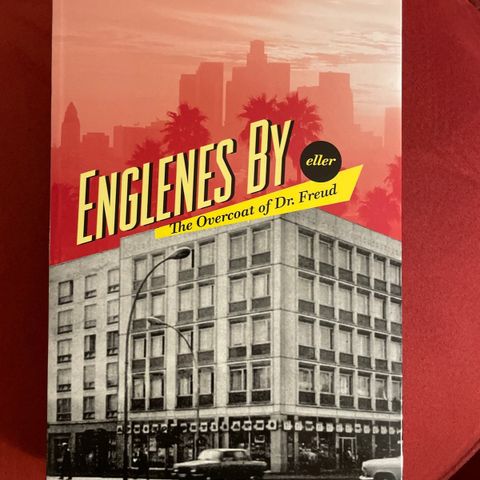 ENGLENES BY
eller
The Overcoat of Dr. Freud